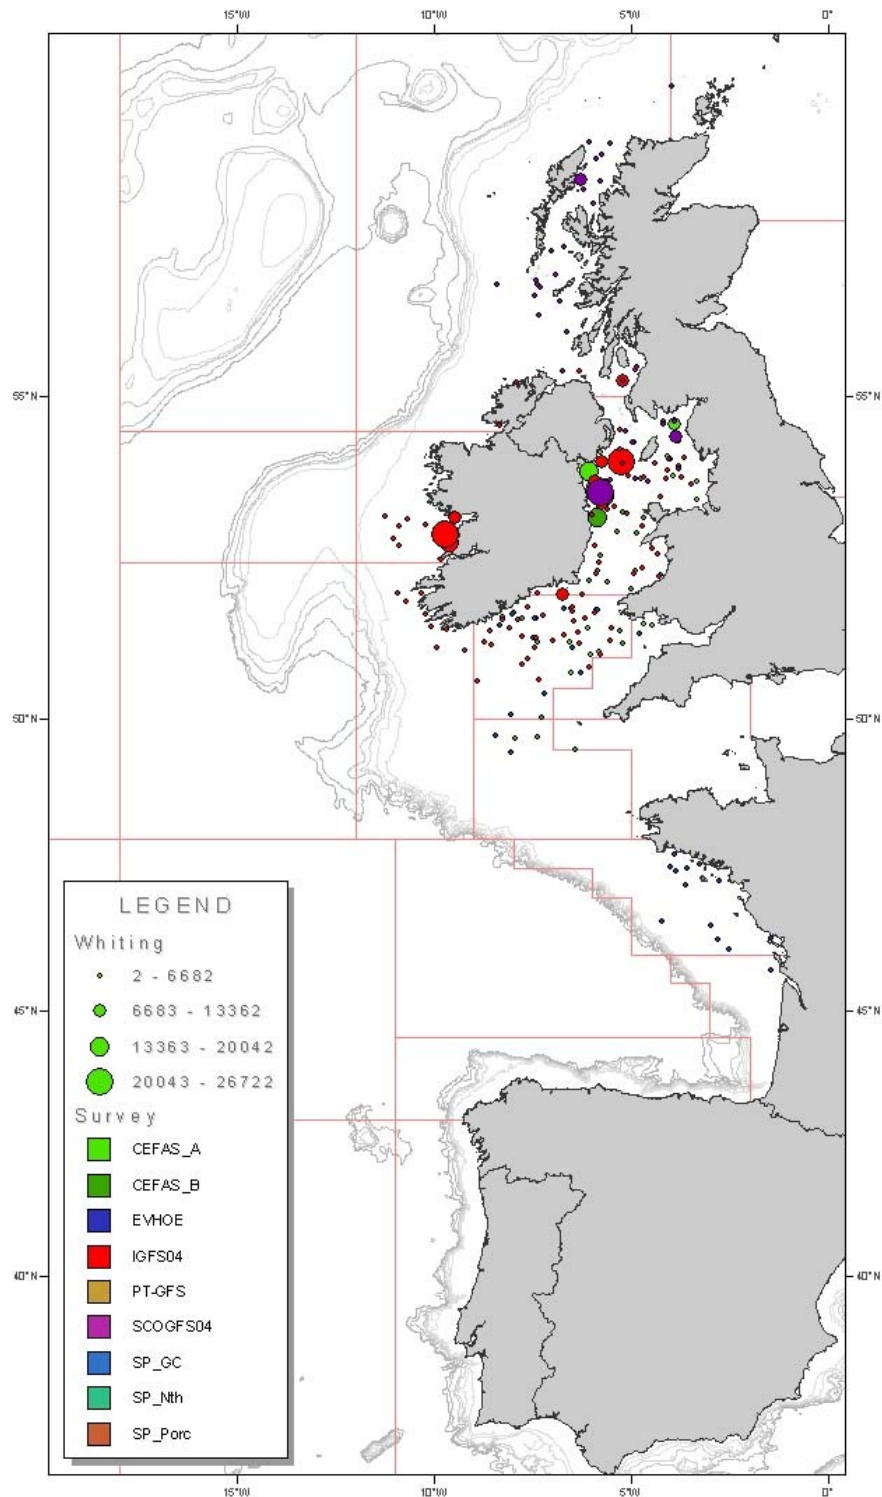 15°W 10°W 5°W 0°
55°N 55°N
50°N 50°N
45°N 45°N
40°N 40°N
15°W 10°W 5°W 0°
LEGEND
Whiting
2 - 6682
6683 - 13362
13363 - 20042
20043 - 26722
Survey
CEFAS_A
CEFAS_B
EVHOE
IGFS04
PT-GFS
SCOGFS04
SP_GC
SP_Nth
SP_Porc